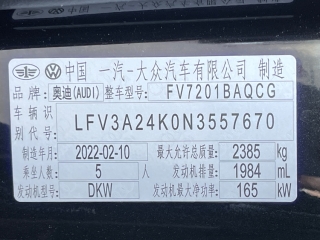 中国 一汽-大众汽车有限公司 制造
品牌: 奥迪(AUDI) 整车型号: FV7201BAQCG
车辆识别代号: LFV3A24K0N3557670
制造年月 2022-02-10 最大允许总质量: 2385 kg
乘坐人数: 5 人 发动机排量: 1984 mL
发动机型号: DKW 发动机最大净功率: 165 kW